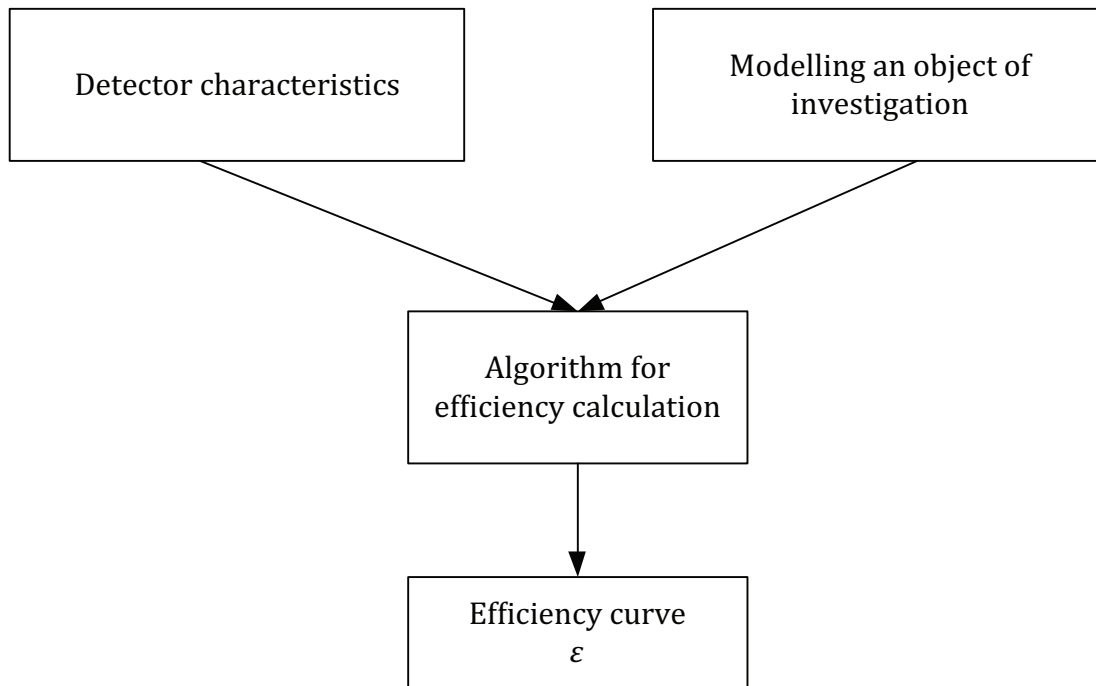 Detector characteristics
Modelling an object of
investigation
Algorithm for
efficiency calculation
Efficiency curve
ε